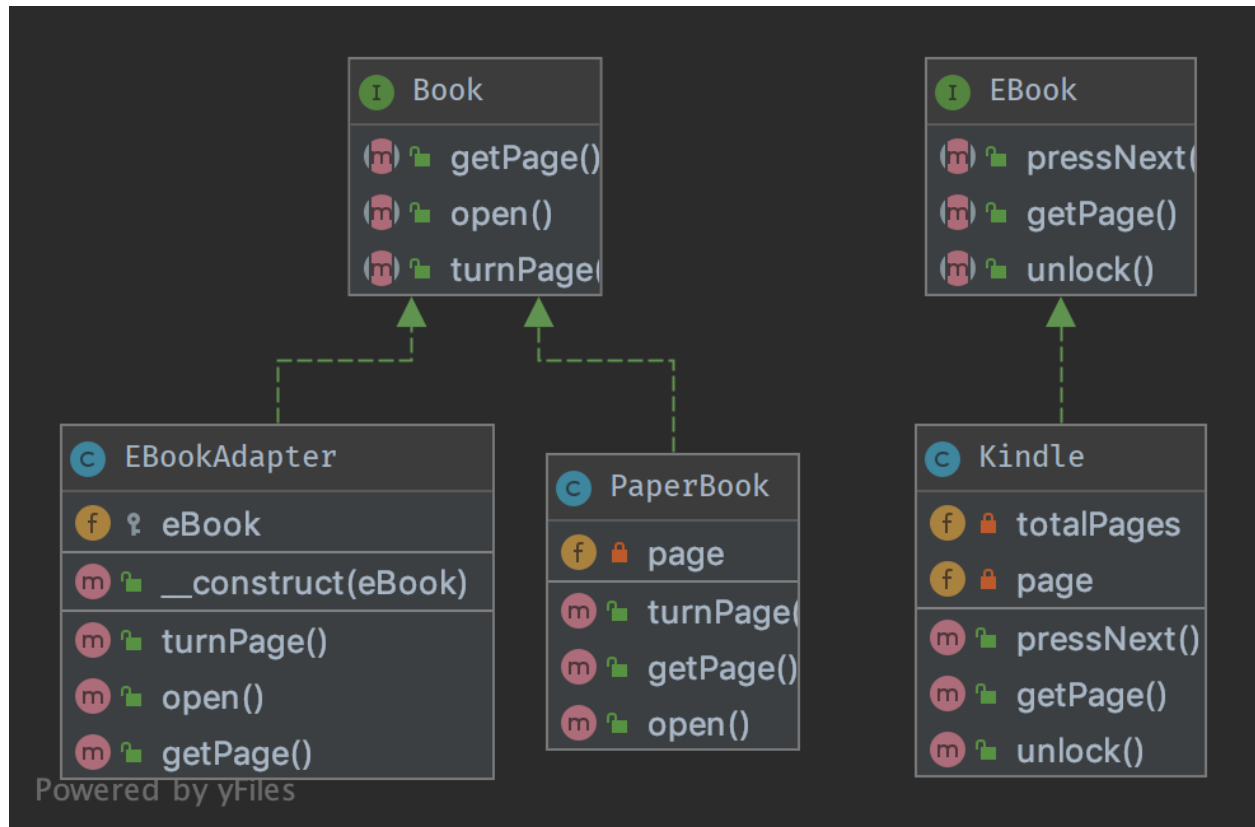 Book
getPage()
open()
turnPage(
EBook
pressNext(
getPage()
unlock()
EBookAdapter
eBook
__construct(eBook)
turnPage()
open()
getPage()
PaperBook
page
turnPage(
getPage()
open()
Kindle
totalPages
page
pressNext()
getPage()
unlock()
Powered by yFiles